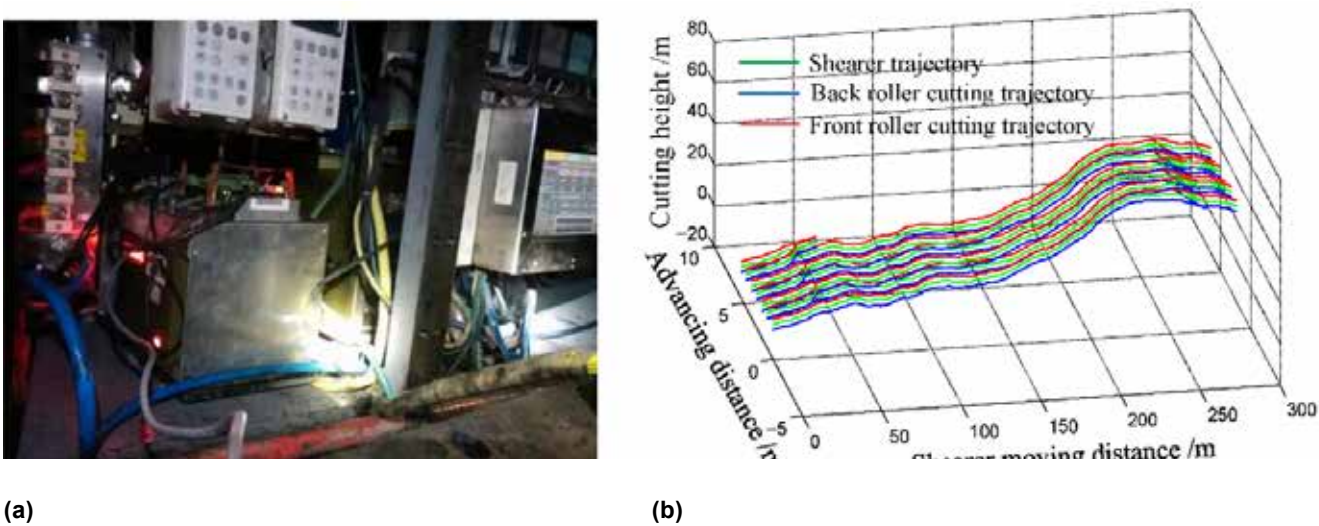 80
60
40
20
0
−20
Cutting height /m
Shearer trajectory
Back roller cutting trajectory
Front roller cutting trajectory
10
5
0
−5
Advancing distance /
0
50
100
150
200
250
300
Shearer moving distance /m
(a)
(b)